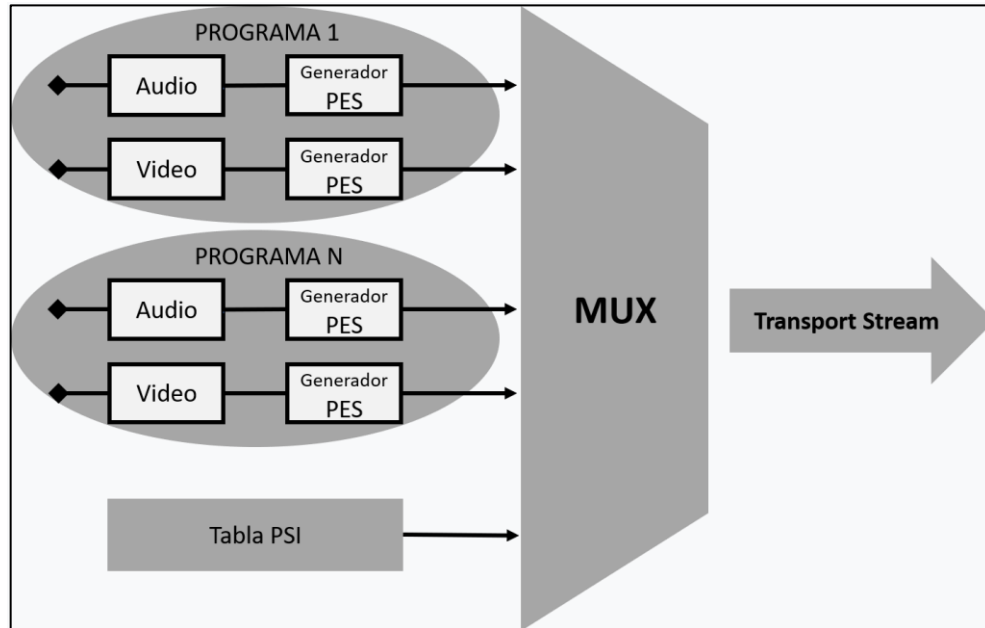 PROGRAMA 1
Audio
Generador
PES
Video
Generador
PES
PROGRAMA N
Audio
Generador
PES
Video
Generador
PES
Tabla PSI
MUX
Transport Stream